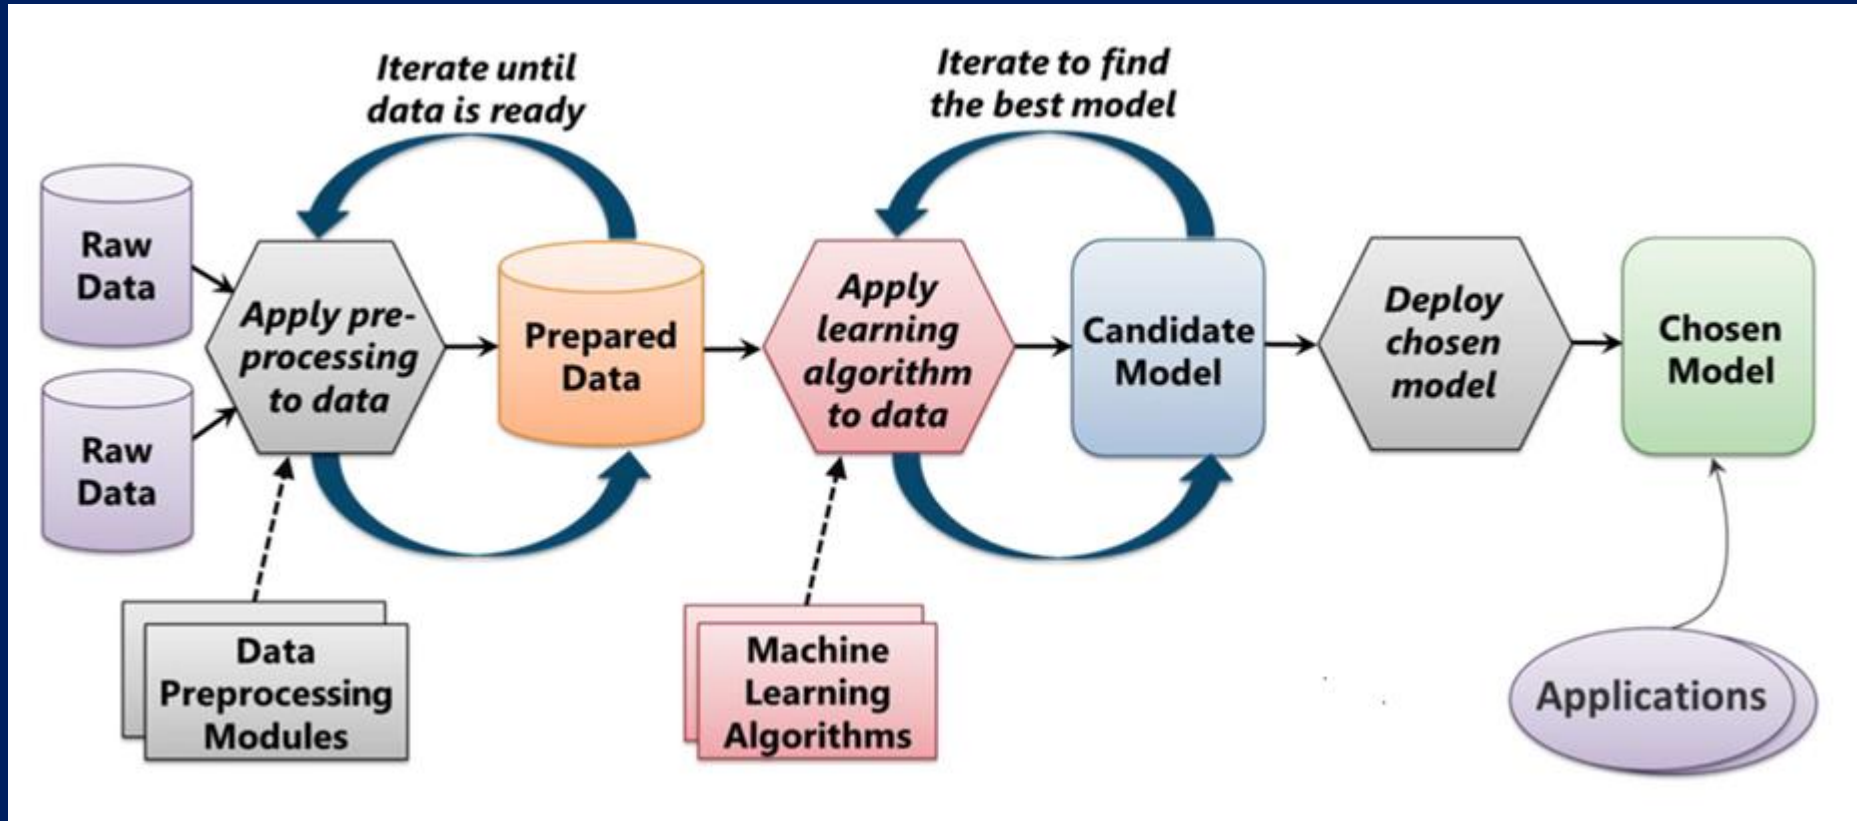 Iterate until
data is ready
Iterate to find
the best model
Raw
Data
Raw
Data
Apply pre-
processing
to data
Prepared
Data
Apply
learning
algorithm
to data
Candidate
Model
Deploy
chosen
model
Chosen
Model
Data
Preprocessing
Modules
Machine
Learning
Algorithms
Applications